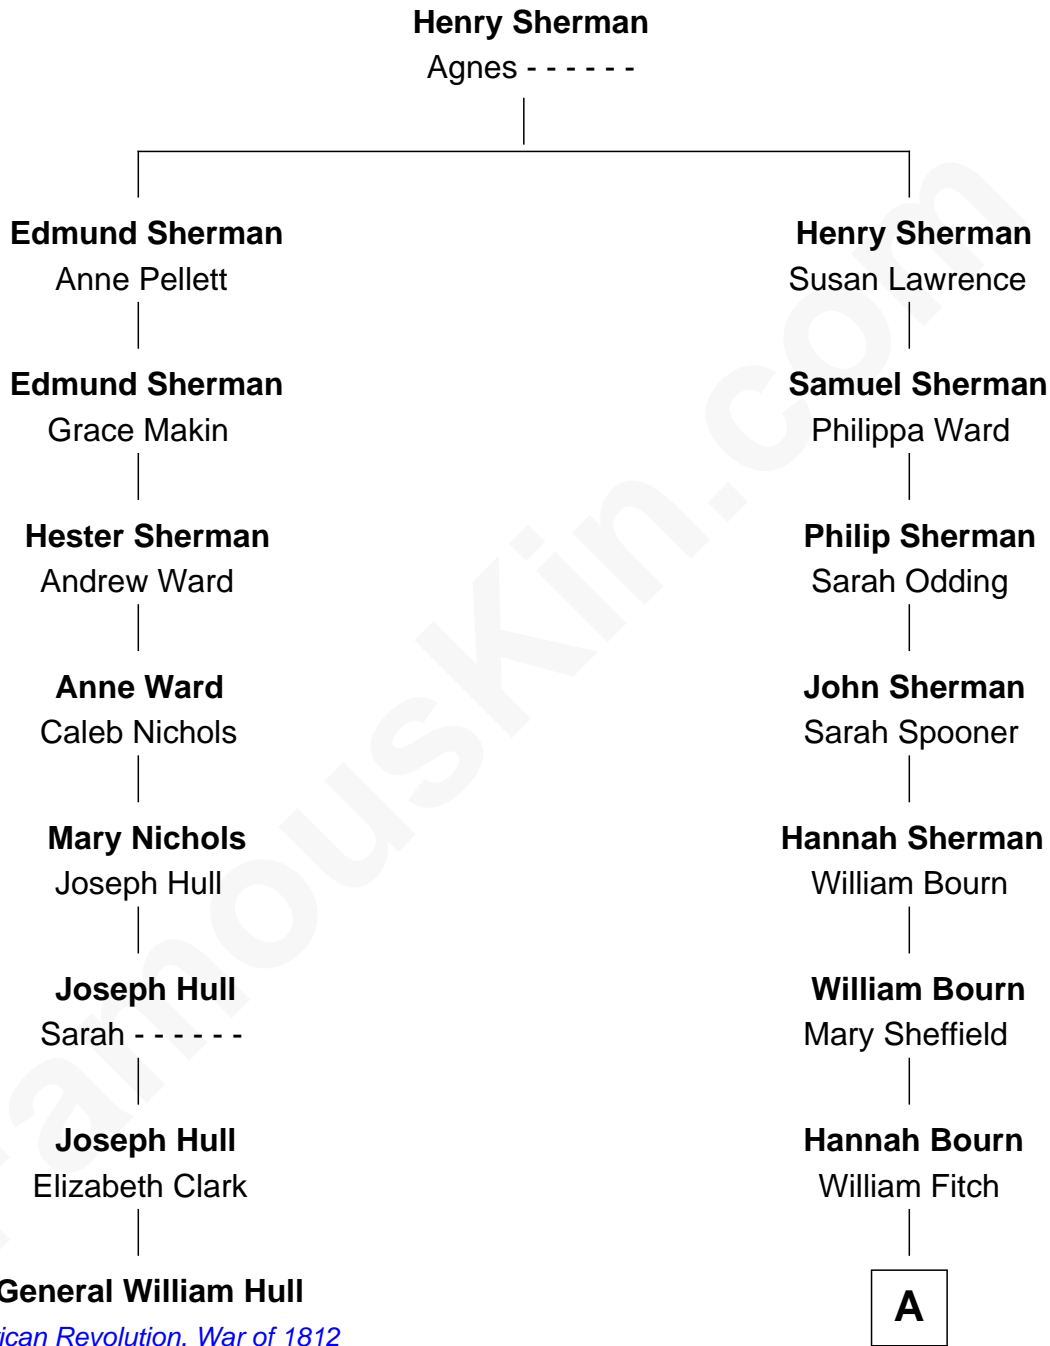 Henry Sherman
Agnes - - - - - -
Edmund Sherman
Anne Pellett
Henry Sherman
Susan Lawrence
Edmund Sherman
Grace Makin
Samuel Sherman
Philippa Ward
Hester Sherman
Andrew Ward
Philip Sherman
Sarah Odding
Anne Ward
Caleb Nichols
John Sherman
Sarah Spooner
Mary Nichols
Joseph Hull
Hannah Sherman
William Bourn
Joseph Hull
Sarah - - - - - -
William Bourn
Mary Sheffield
Joseph Hull
Elizabeth Clark
Hannah Bourn
William Fitch
General William Hull
rican Revolution, War of 1812
A
FamousKin.com